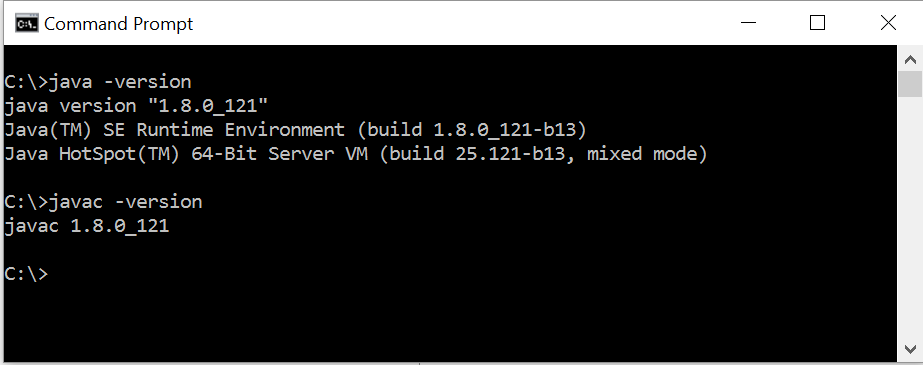 Command Prompt
C:\>java -version
java version "1.8.0_121"
Java(TM) SE Runtime Environment (build 1.8.0_121-b13)
Java HotSpot(TM) 64-Bit Server VM (build 25.121-b13, mixed mode)
C:\>javac -version
javac 1.8.0_121
C:\>